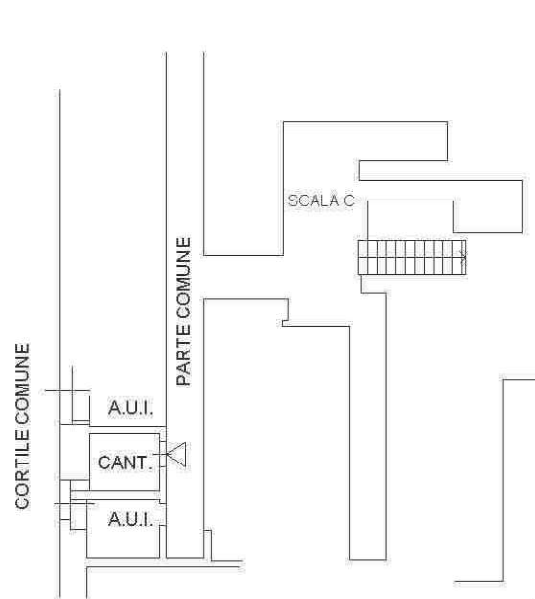 SCALA C
PARTE COMUNE
CORTILE COMUNE
A.U.I.
CANT.
A.U.I.